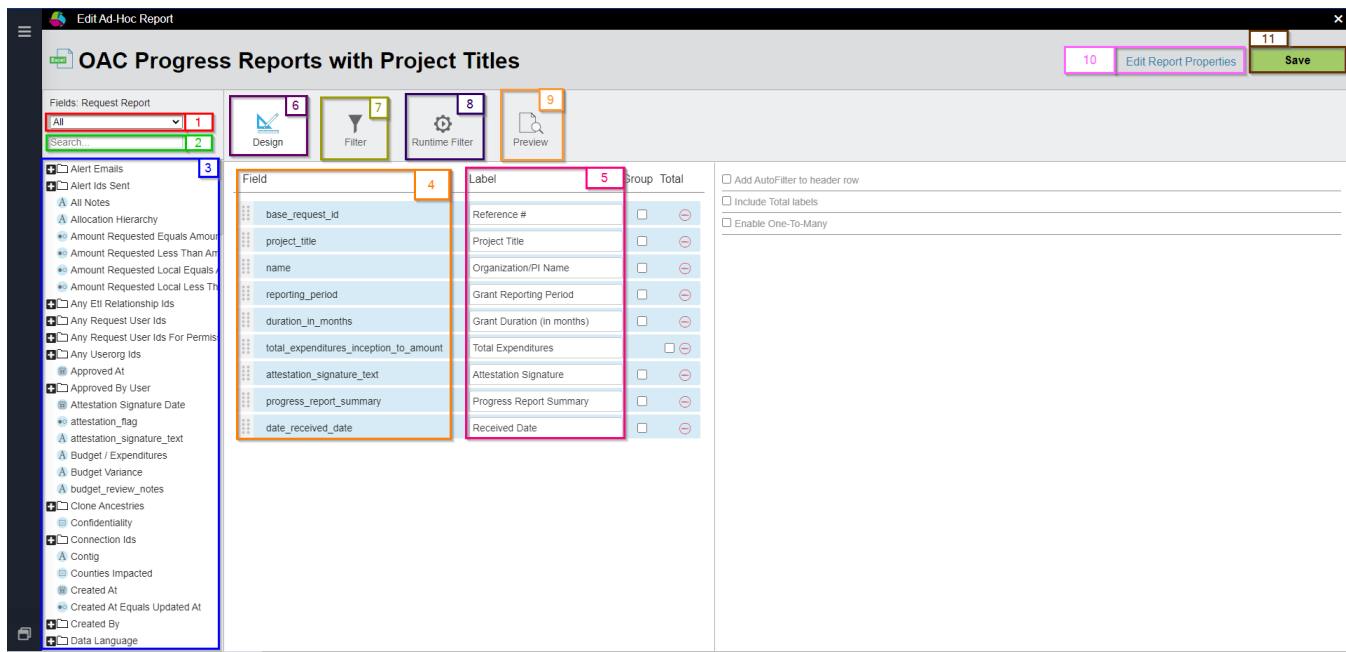 Edit Ad-Hoc Report
×
Excel
OAC Progress Reports with Project Titles
10
Edit Report Properties
11
Save
Fields: Request Report
All
1
Search...
2
3
Alert Emails
Alert Ids Sent
A All Notes
A Allocation Hierarchy
Amount Requested Equals Amour
Amount Requested Less Than Am
Amount Requested Local Equals A
Amount Requested Local Less Th
Any Etl Relationship Ids
Any Request User Ids
Any Request User Ids For Permis
Any Userorg Ids
Approved At
Approved By User
Attestation Signature Date
attestation_flag
A attestation_signature_text
A Budget / Expenditures
A Budget Variance
A budget_review_notes
Clone Ancestries
Confidentiality
Connection Ids
A Contig
Counties Impacted
Created At
Created At Equals Updated At
Created By
Data Language
Design
6
Filter
7
Runtime Filter
8
Preview
9
Field 4 Label 5 Group Total
base_request_id Reference #
project_title Project Title
name Organization/PI Name
reporting_period Grant Reporting Period
duration_in_months Grant Duration (in months)
total_expenditures_inception_to_amount Total Expenditures
attestation_signature_text Attestation Signature
progress_report_summary Progress Report Summary
date_received_date Received Date
Add AutoFilter to header row
Include Total labels
Enable One-To-Many